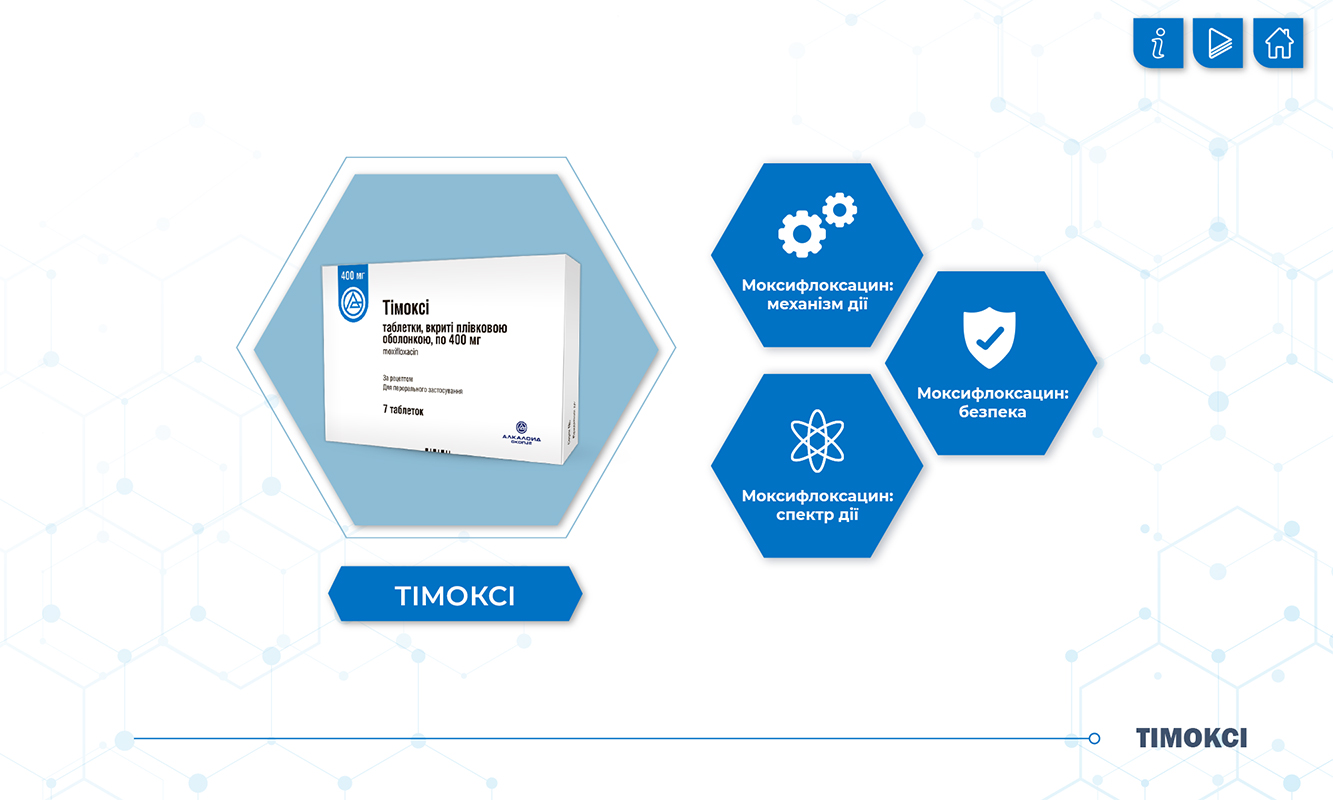 400 мг
Тімоксі
таблетки, вкриті плівковою
оболонкою, по 400 мг
moxifloxacin
За рецептом
Для перорального застосування
7 таблеток
АЛКАЛОИД
СКОПЈЕ
ТІМОКСІ
Моксифлоксацин:
механізм дії
Моксифлоксацин:
безпека
Моксифлоксацин:
спектр дії
ТІМОКСІ